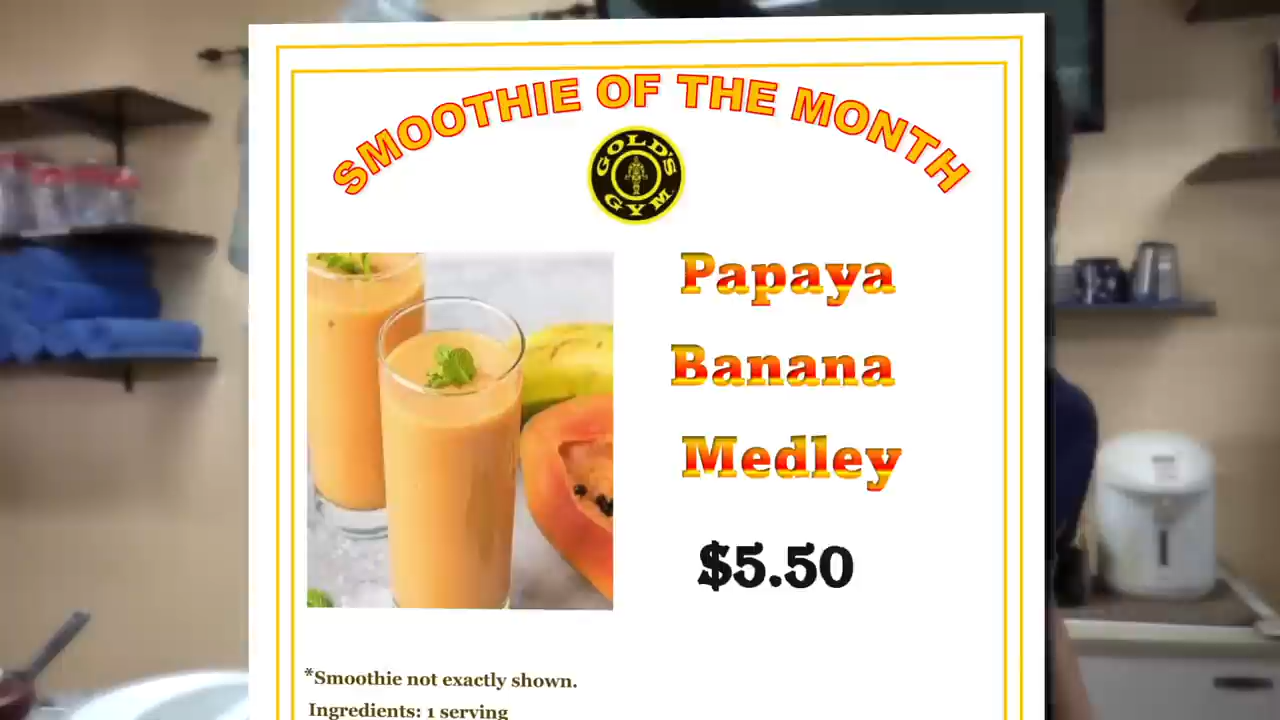 SMOOTHIE OF THE MONTH
GOLD'S
GYM
Papaya
Banana
Medley
$5.50
*Smoothie not exactly shown.
Ingredients: 1 serving